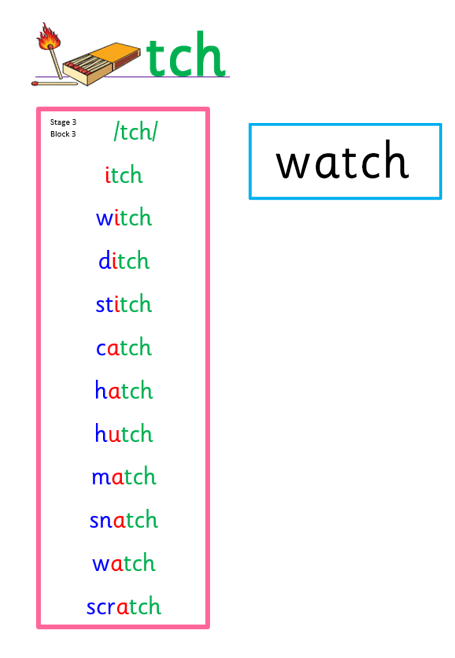 tch
Stage 3
Block 3
/tch/
itch
witch
ditch
stitch
catch
hatch
hutch
match
snatch
watch
scratch
watch